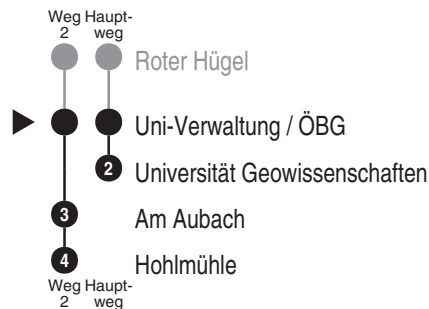 Weg Haupt-
2 weg
Roter Hügel
Uni-Verwaltung / ÖBG
2 Universität Geowissenschaften
3 Am Aubach
4 Hohlmühle
Weg Haupt-
2 weg